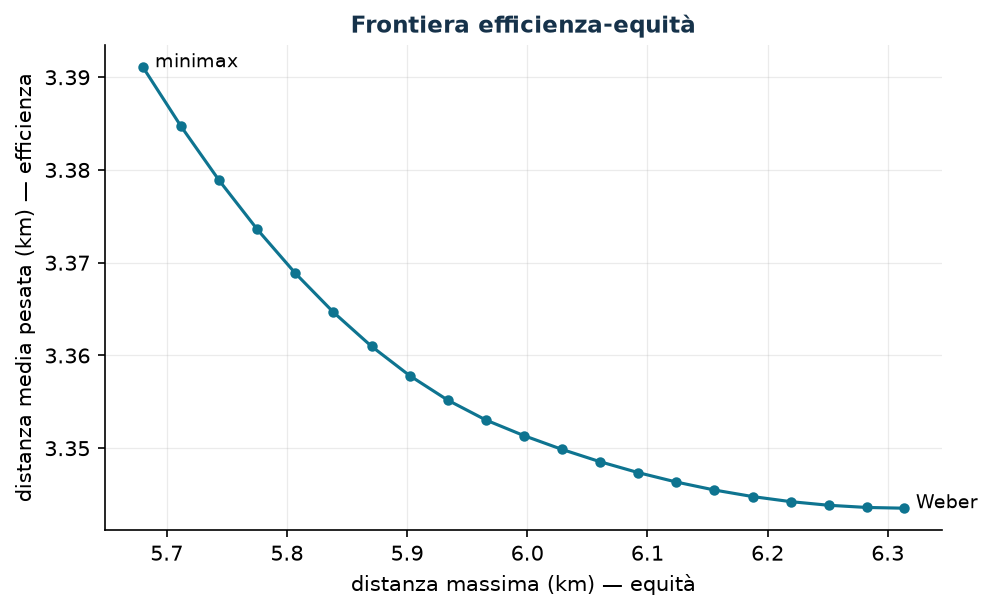 Frontiera efficienza-equità
minimax
3.39
3.38
3.37
3.36
3.35
distanza media pesata (km) — efficienza
Weber
5.7 5.8 5.9 6.0 6.1 6.2 6.3
distanza massima (km) — equità